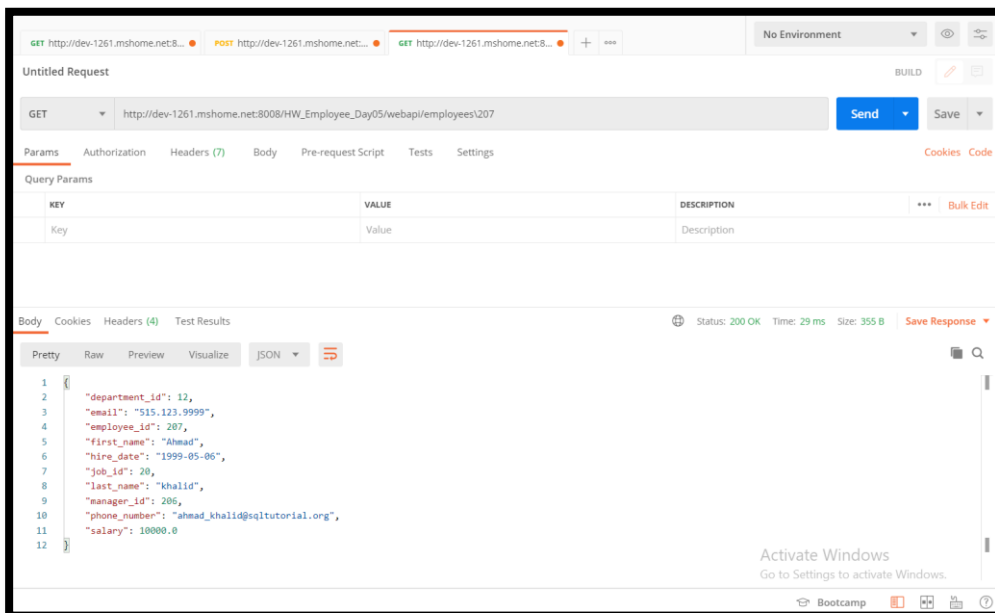 GET http://dev-1261.mshome.net:8... POST http://dev-1261.mshome.net:... GET http://dev-1261.mshome.net:8... No Environment
Untitled Request BUILD
GET http://dev-1261.mshome.net:8008/HW_Employee_Day05/webapi/employees\207 Send Save
Params Authorization Headers (7) Body Pre-request Script Tests Settings Cookies Code
Query Params
KEY VALUE DESCRIPTION ••• Bulk Edit
Key Value Description
Body Cookies Headers (4) Test Results Status: 200 OK Time: 29 ms Size: 355 B Save Response
Pretty Raw Preview Visualize JSON
1 {
2 "department_id": 12,
3 "email": "515.123.9999",
4 "employee_id": 207,
5 "first_name": "Ahmad",
6 "hire_date": "1999-05-06",
7 "job_id": 20,
8 "last_name": "khalid",
9 "manager_id": 206,
10 "phone_number": "ahmad_khalid@sqltutorial.org",
11 "salary": 10000.0
12 }
Activate Windows
Go to Settings to activate Windows.
Bootcamp